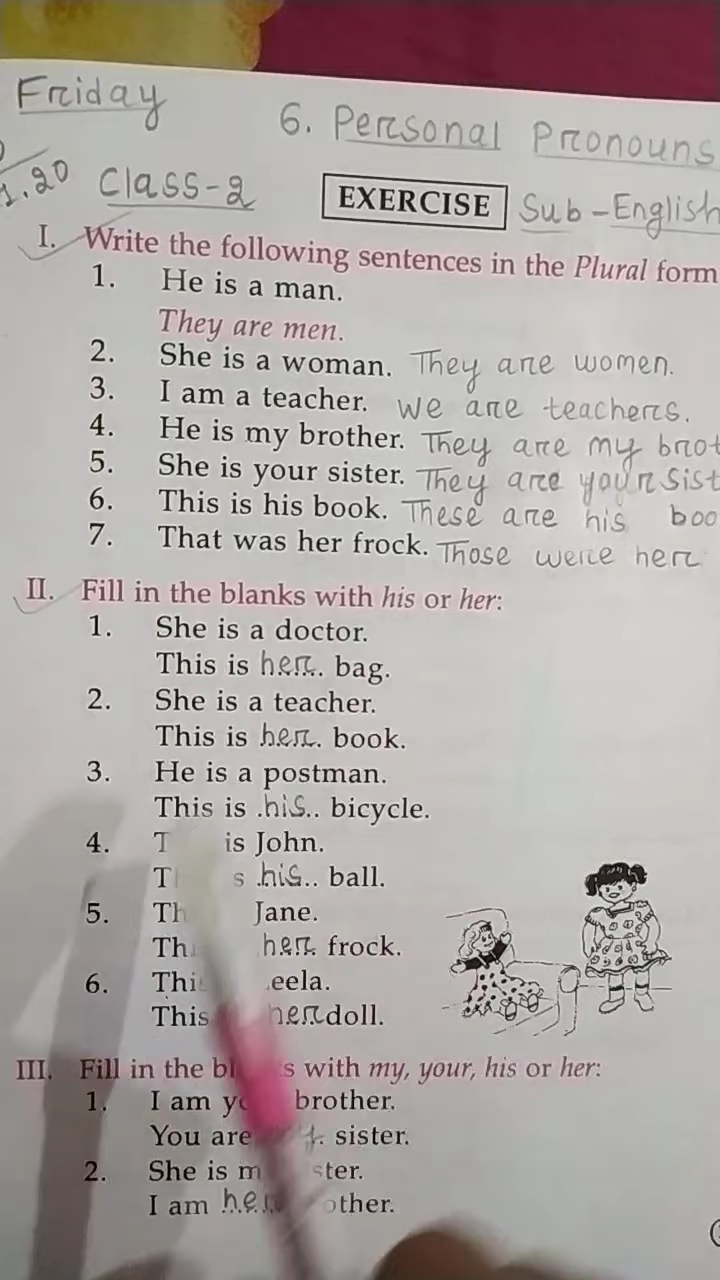 Friday
6. Personal Pronouns
1.20 Class-2 EXERCISE Sub-English
I. Write the following sentences in the Plural form
1. He is a man.
They are men.
2. She is a woman. They are women.
3. I am a teacher. We are teachers.
4. He is my brother. They are my brot
5. She is your sister. They are your sist
6. This is his book. These are his boo
7. That was her frock. Those were her
II. Fill in the blanks with his or her:
1. She is a doctor.
This is her. bag.
2. She is a teacher.
This is her. book.
3. He is a postman.
This is .his.. bicycle.
4. is John.
.his.. ball.
5. Jane.
her. frock.
6.
This her doll.
III. Fill in the with my, your, his or her:
1. I am brother.
You are sister.
2. She is
I am her